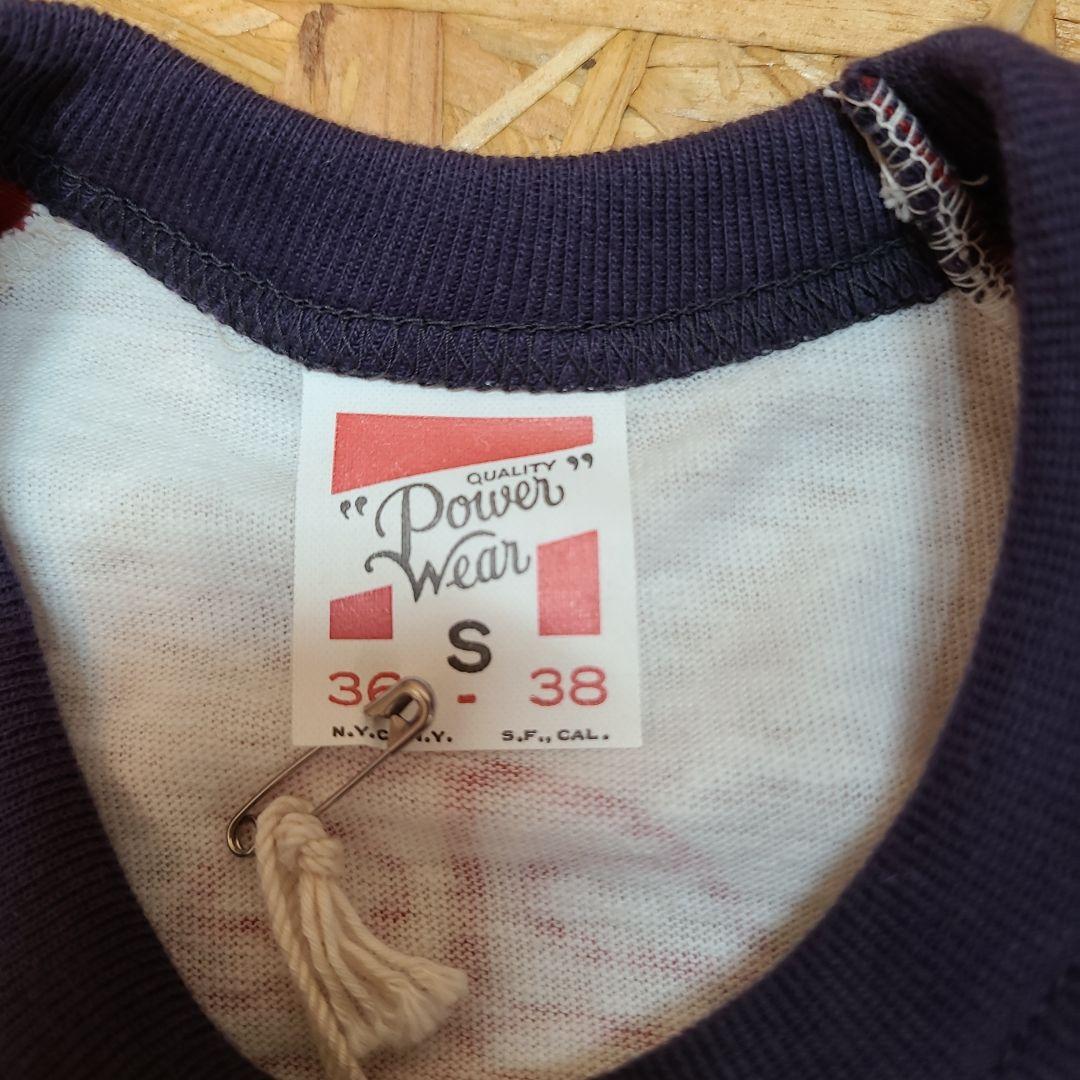 QUALITY
"Power"
Wear
S
36 - 38
N.Y.C. N.Y. S.F., CAL.